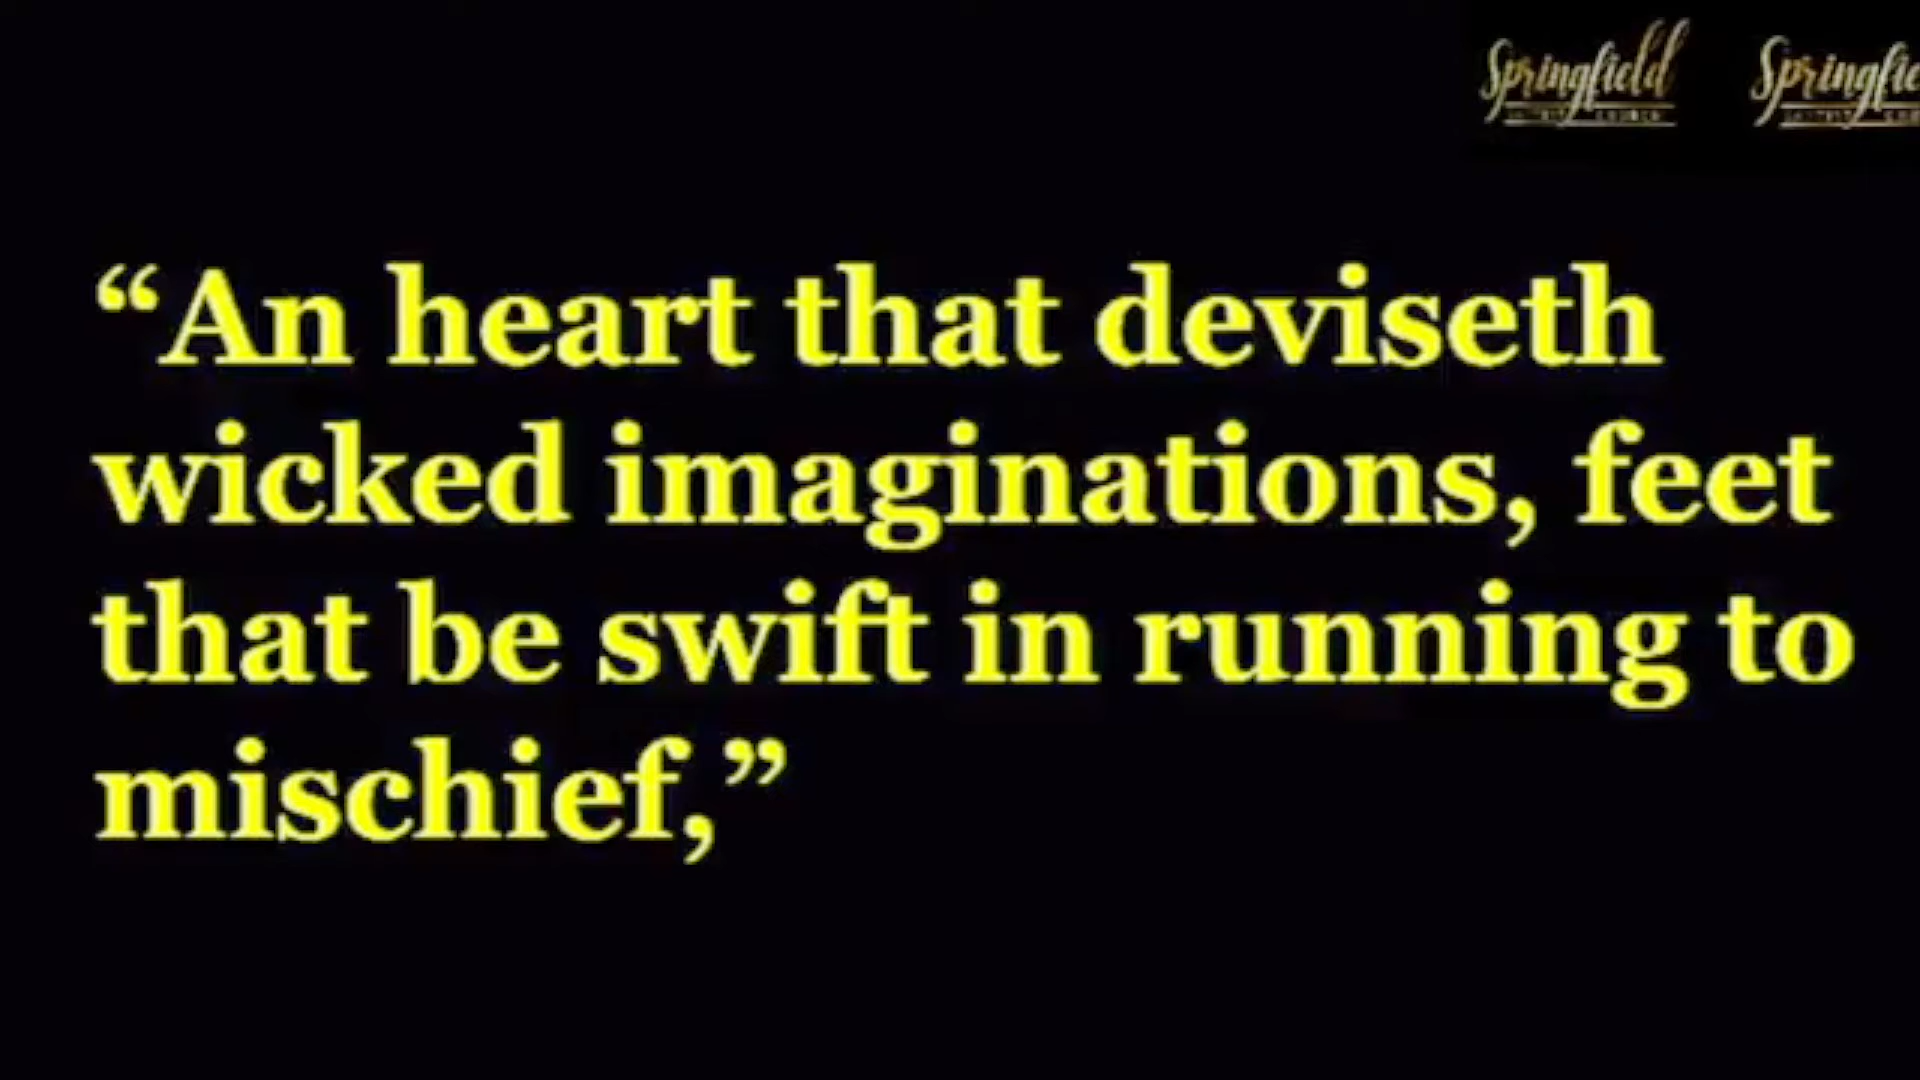 Springfield
“An heart that deviseth
wicked imaginations, feet
that be swift in running to
mischief,”